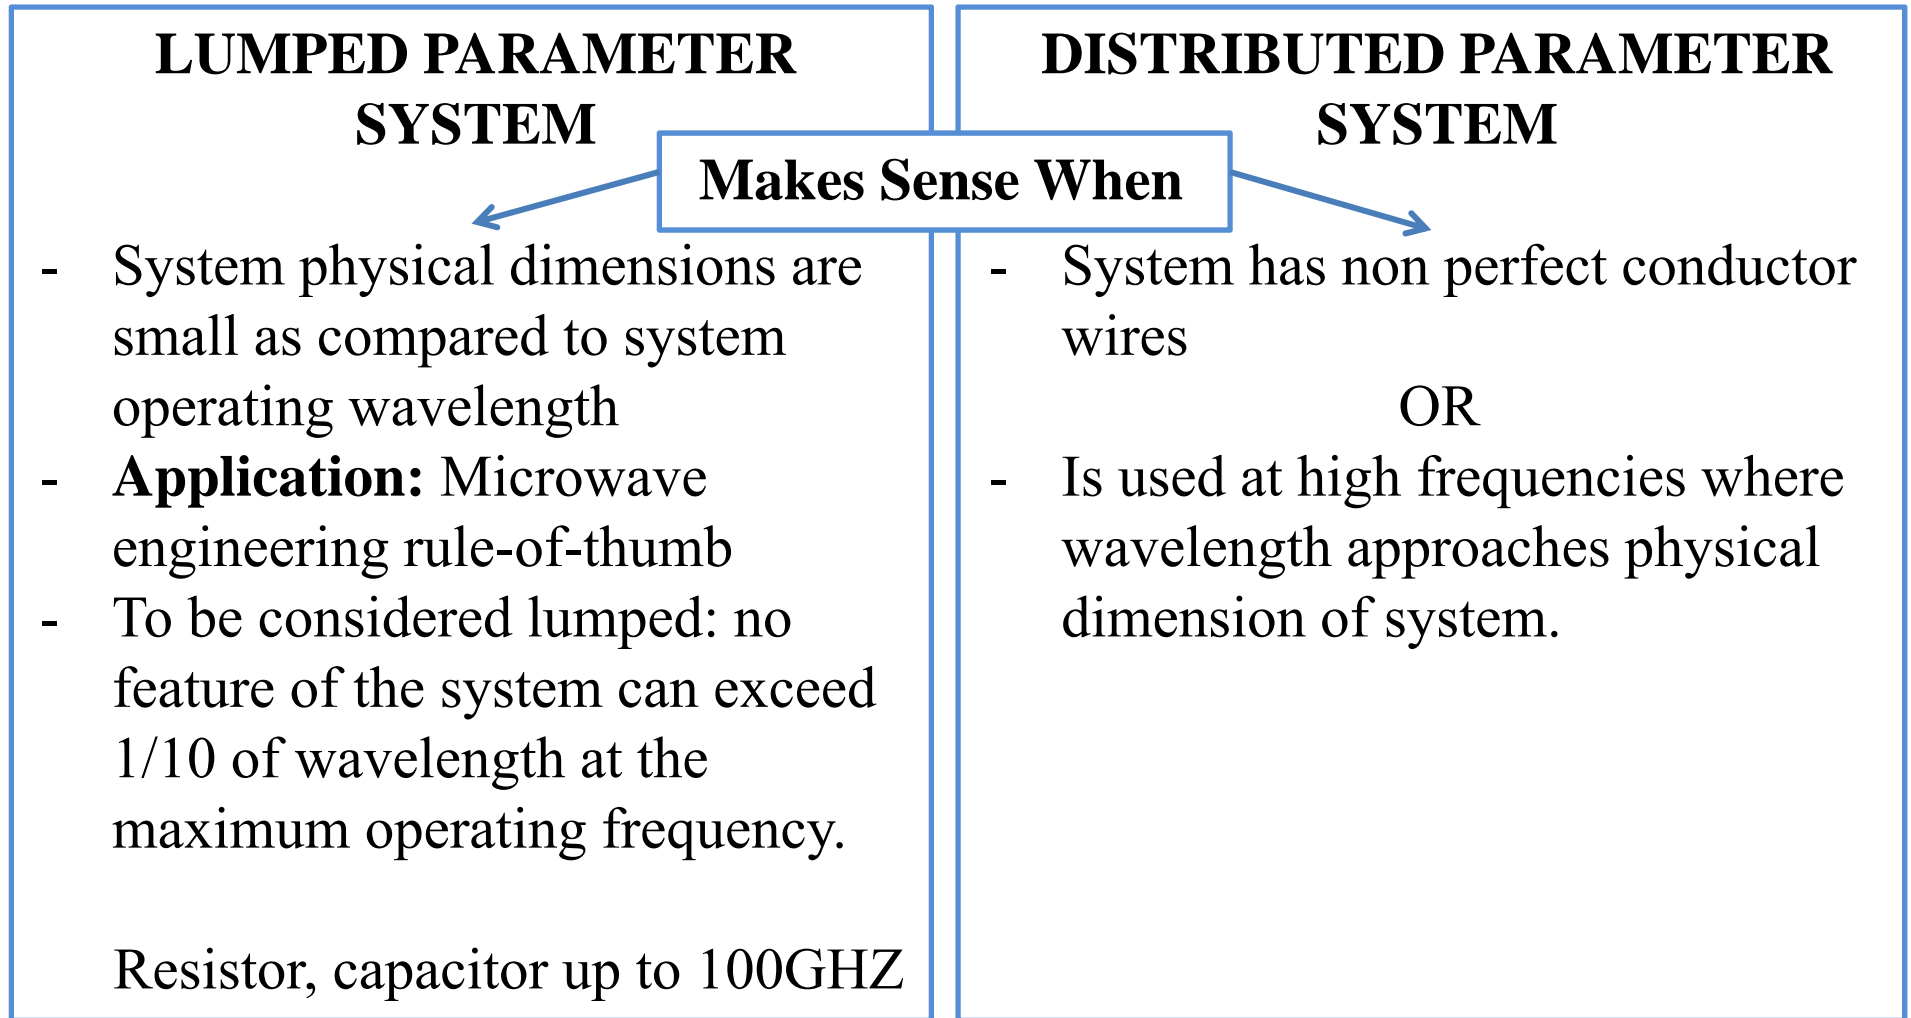 LUMPED PARAMETER
SYSTEM
DISTRIBUTED PARAMETER
SYSTEM
Makes Sense When
- System physical dimensions are
small as compared to system
operating wavelength
- Application: Microwave
engineering rule-of-thumb
- To be considered lumped: no
feature of the system can exceed
1/10 of wavelength at the
maximum operating frequency.
Resistor, capacitor up to 100GHZ
- System has non perfect conductor
wires
OR
- Is used at high frequencies where
wavelength approaches physical
dimension of system.